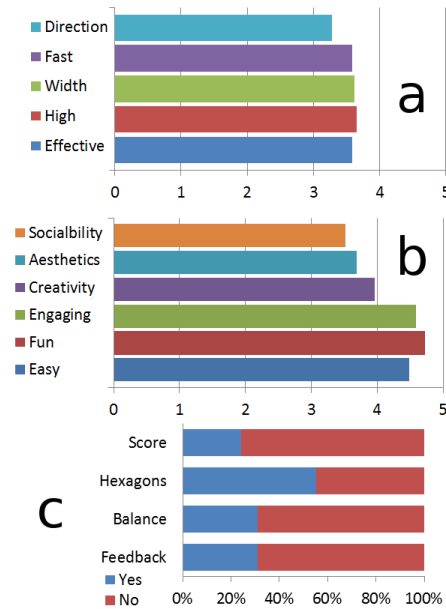 Direction
Fast
Width
High
Effective
a
0 1 2 3 4 5
Socialbility
Aesthetics
Creativity
Engaging
Fun
Easy
b
0 1 2 3 4 5
c
Score
Hexagons
Balance
Feedback
Yes
No
0% 20% 40% 60% 80% 100%